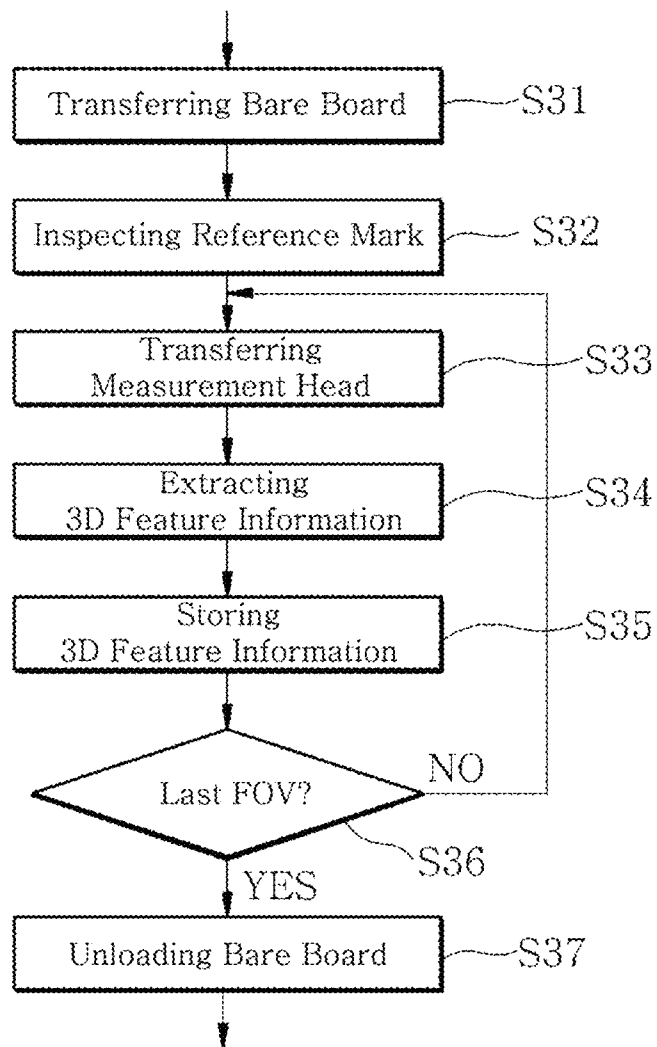 Transferring Bare Board
S31
Inspecting Reference Mark
S32
Transferring
Measurement Head
S33
Extracting
3D Feature Information
S34
Storing
3D Feature Information
S35
Last FOV?
NO
S36
YES
Unloading Bare Board
S37